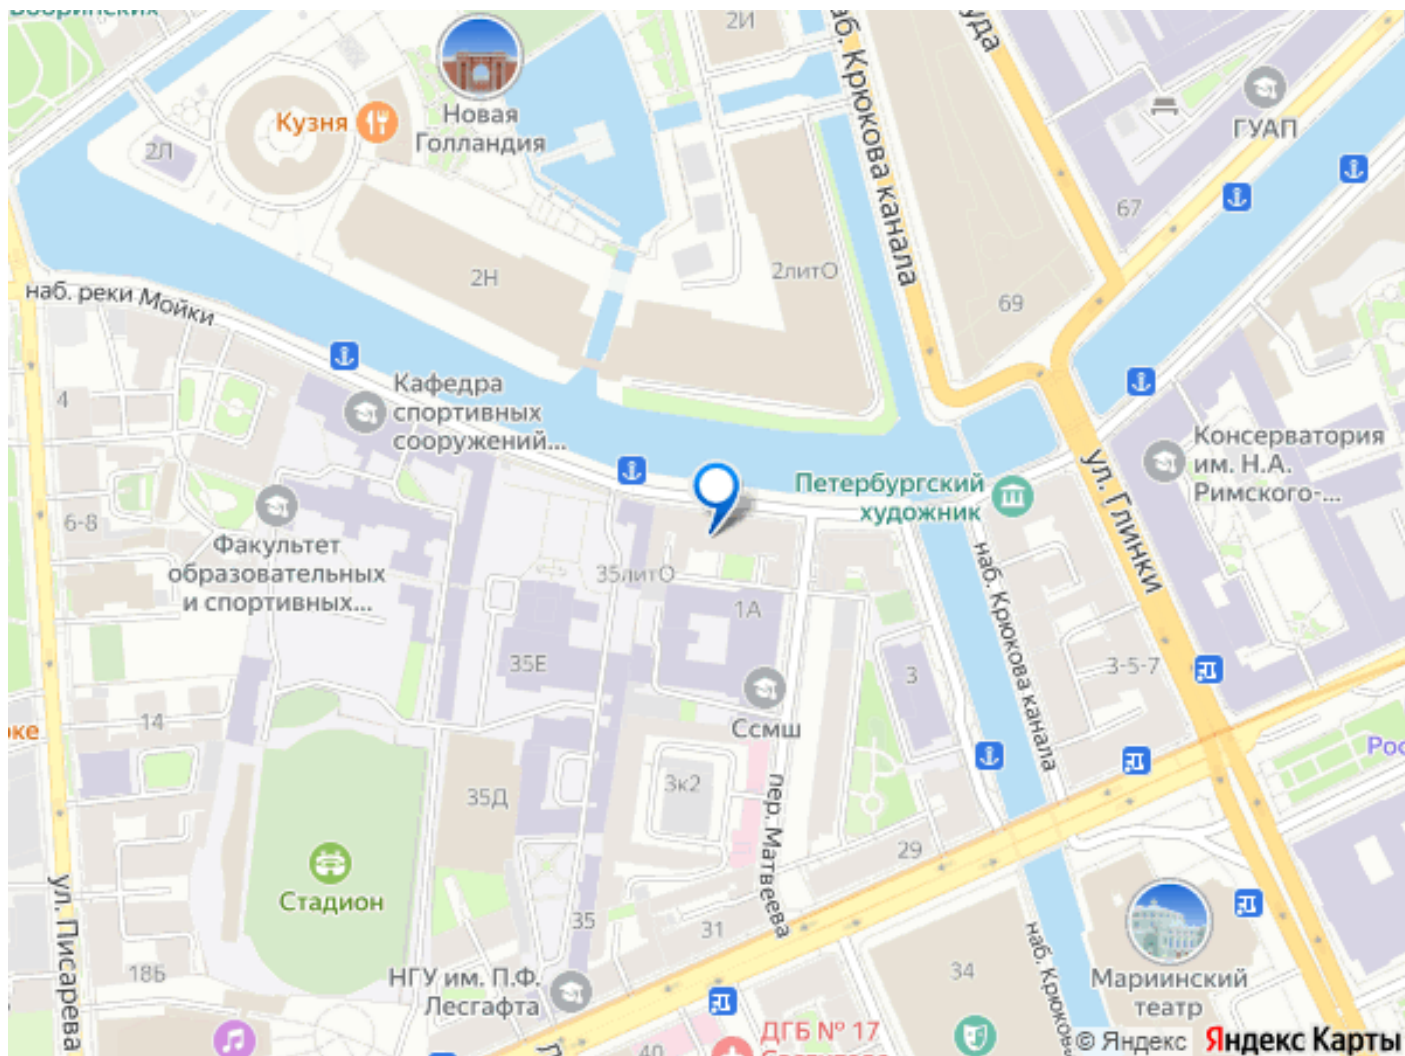 2И
наб. Крюкова канала
ГУАП
Новая
Голландия
Кузня
2Л
67
2Н
2литО
69
наб. реки Мойки
Кафедра
спортивных
сооружений...
4
Консерватория
им. Н.А.
Римского-...
Петербургский
художник
ул. Глинки
6-8
Факультет
образовательных
и спортивных...
35литО
1А
наб. Крюкова канала
35Е
3
3-5-7
14
Ссмш
35Д
3к2
пер. Матвеева
29
Стадион
ул. Писарева
35
31
18Б
НГУ им. П.Ф.
Лесгафта
34
Мариинский
театр
ДГБ № 17
40
© Яндекс Яндекс Карты